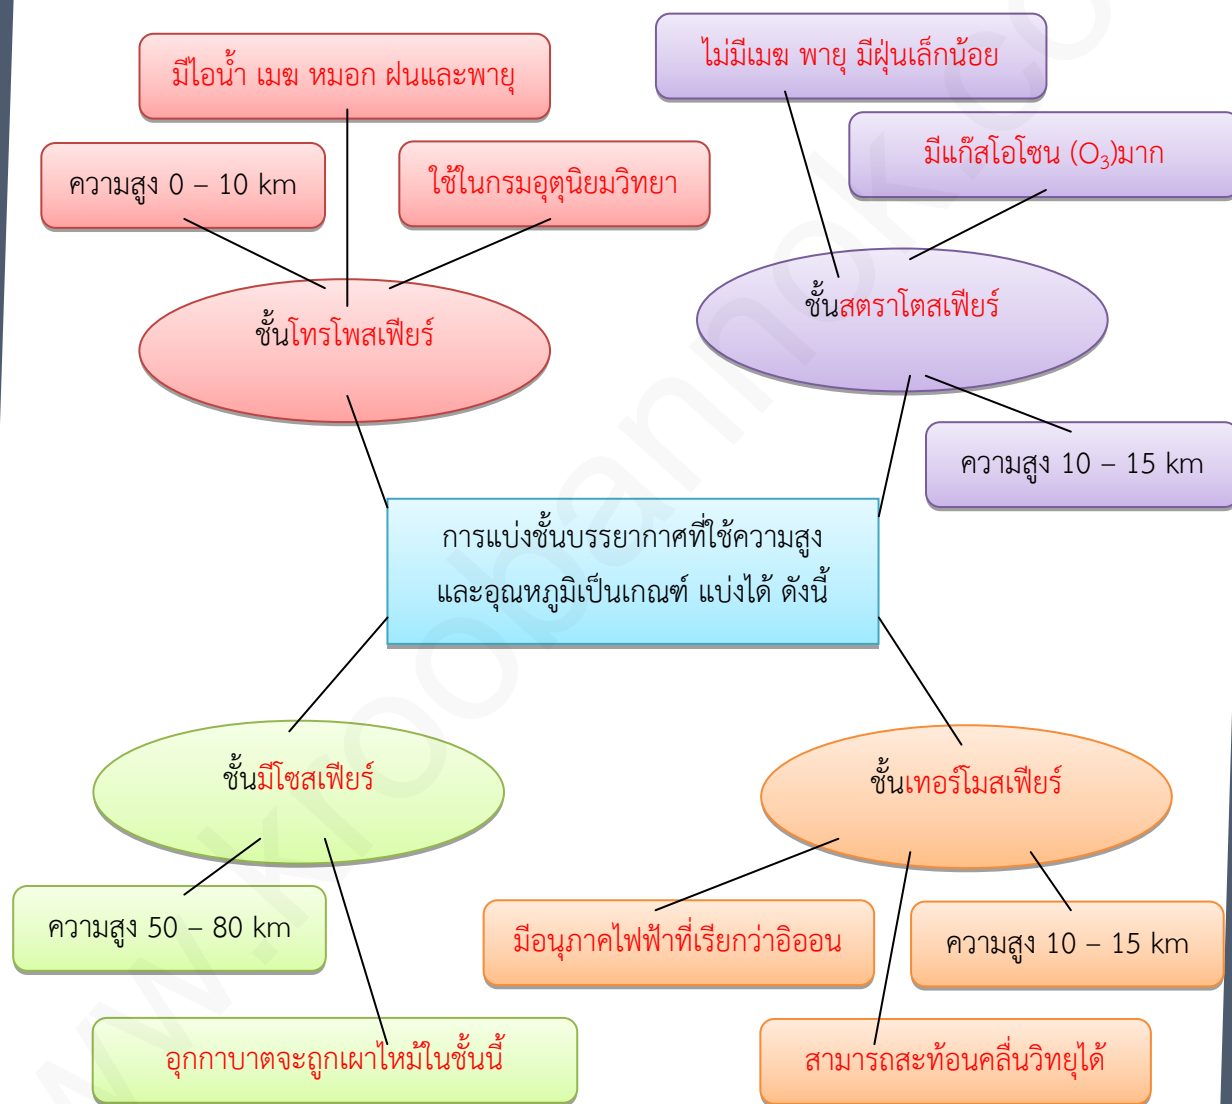 มีไอน้ำ เมฆ หมอก ฝนและพายุ
ไม่มีเมฆ พายุ มีฝุ่นเล็กน้อย
ความสูง 0 – 10 km
ใช้ในกรมอุตุนิยมวิทยา
มีแก๊สโอโซน (O₃)มาก
ชั้นโทรโพสเฟียร์
ชั้นสตราโตสเฟียร์
ความสูง 10 – 15 km
การแบ่งชั้นบรรยากาศที่ใช้ความสูง
และอุณหภูมิเป็นเกณฑ์ แบ่งได้ ดังนี้
ชั้นมีโซสเฟียร์
ชั้นเทอร์โมสเฟียร์
ความสูง 50 – 80 km
มีอนุภาคไฟฟ้าที่เรียกว่าอิออน
ความสูง 10 – 15 km
อุกกาบาตจะถูกเผาไหม้ในชั้นนี้
สามารถสะท้อนคลื่นวิทยุได้
www.kroobannok.co